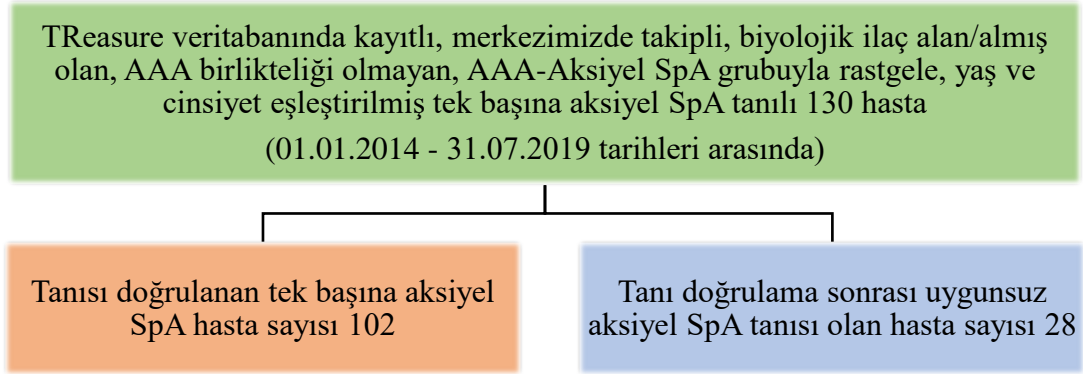 TReasure veritabanında kayıtlı, merkezimizde takipli, biyolojik ilaç alan/almış
olan, AAA birlikteliği olmayan, AAA-Aksiyel SpA grubuyla rastgele, yaş ve
cinsiyet eşleştirilmiş tek başına aksiyel SpA tanılı 130 hasta
(01.01.2014 - 31.07.2019 tarihleri arasında)
Tanısı doğrulanan tek başına aksiyel
SpA hasta sayısı 102
Tanı doğrulama sonrası uygunsuz
aksiyel SpA tanısı olan hasta sayısı 28